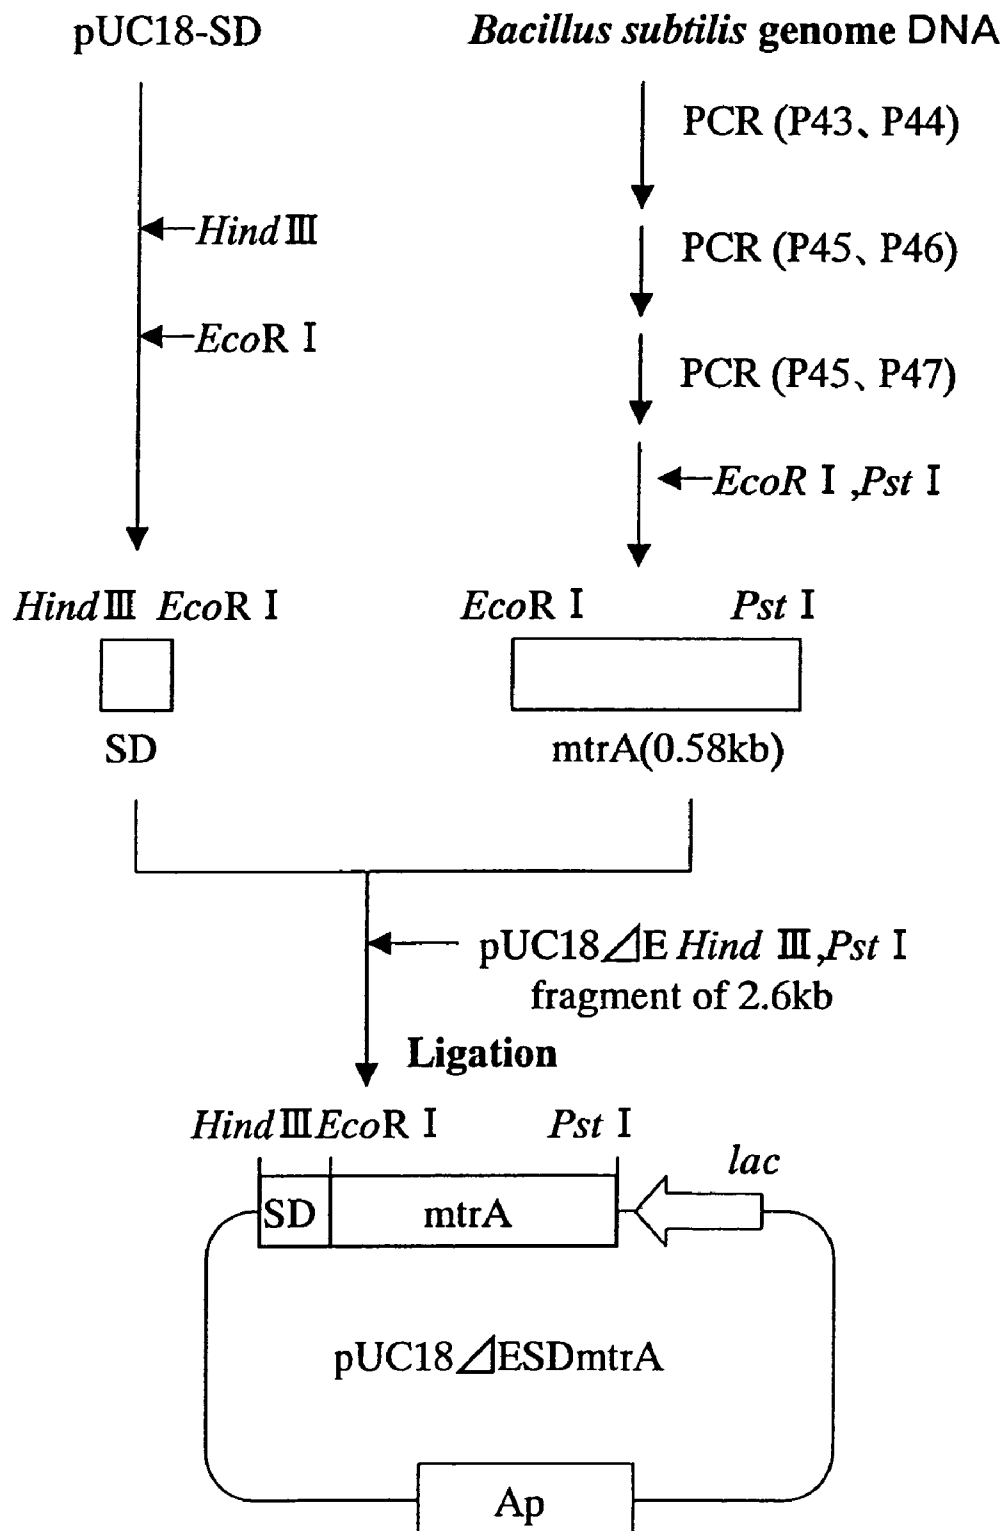 pUC18-SD
Bacillus subtilis genome DNA
PCR (P43、P44)
HindⅢ
PCR (P45、P46)
EcoR Ⅰ
PCR (P45、P47)
EcoR Ⅰ,Pst Ⅰ
HindⅢ EcoR Ⅰ
EcoR Ⅰ
Pst Ⅰ
SD
mtrA(0.58kb)
pUC18⊿E Hind Ⅲ,Pst Ⅰ
fragment of 2.6kb
Ligation
HindⅢEcoR Ⅰ
Pst Ⅰ
lac
SD
mtrA
pUC18⊿ESDmtrA
Ap